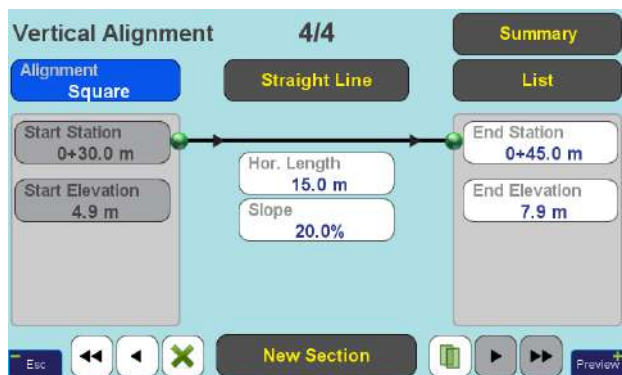 Vertical Alignment 4/4 Summary
Alignment
Square
Straight Line
List
Start Station
0+30.0 m
Start Elevation
4.9 m
Hor. Length
15.0 m
Slope
20.0%
End Station
0+45.0 m
End Elevation
7.9 m
Esc
New Section
Preview